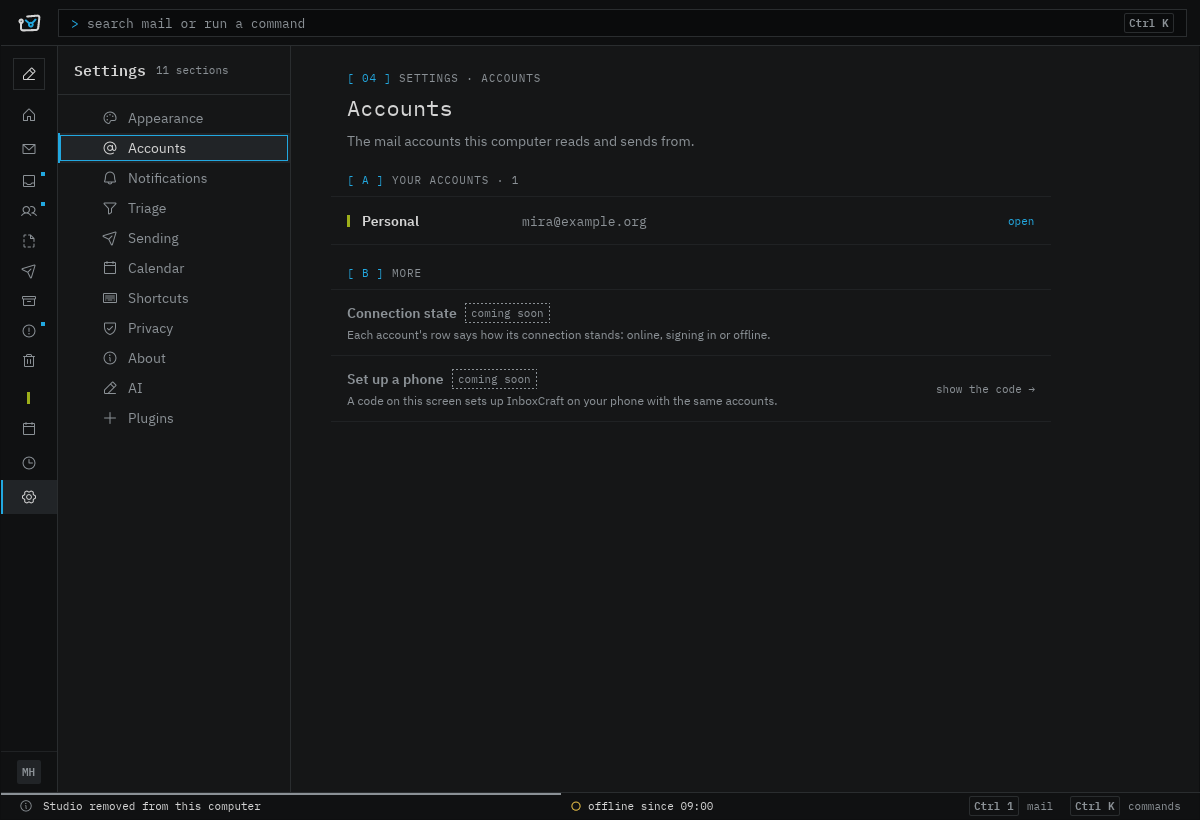 > search mail or run a command Ctrl K
Settings 11 sections
Appearance
Accounts
Notifications
Triage
Sending
Calendar
Shortcuts
Privacy
About
AI
Plugins
[ 04 ] SETTINGS · ACCOUNTS
Accounts
The mail accounts this computer reads and sends from.
[ A ] YOUR ACCOUNTS · 1
Personal mira@example.org open
[ B ] MORE
Connection state coming soon
Each account's row says how its connection stands: online, signing in or offline.
Set up a phone coming soon
A code on this screen sets up InboxCraft on your phone with the same accounts.
show the code →
MH
Studio removed from this computer
offline since 09:00
Ctrl 1 mail Ctrl K commands